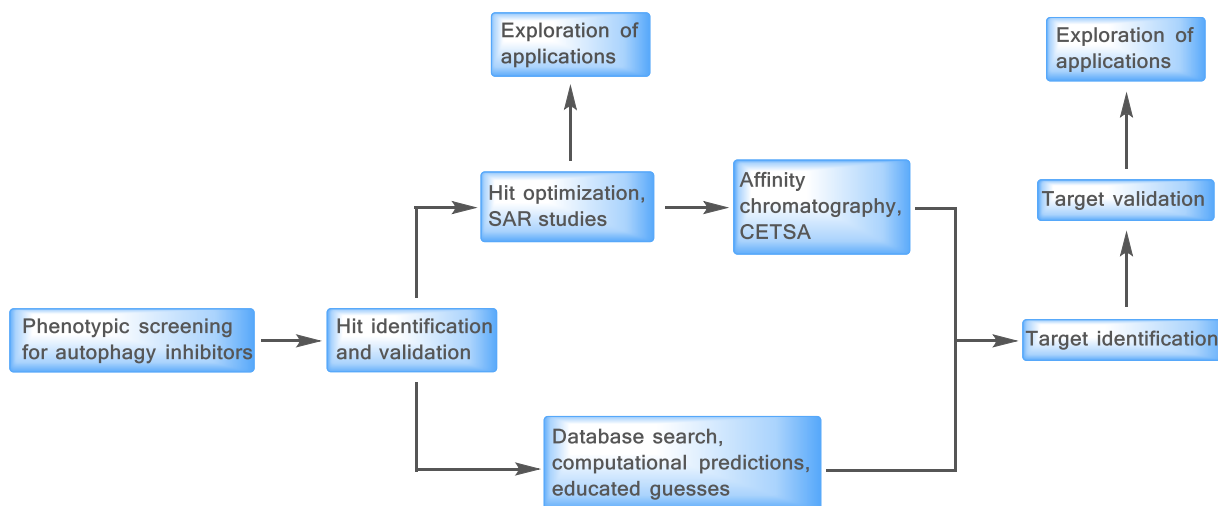 Phenotypic screening
for autophagy inhibitors
Hit identification
and validation
Exploration of
applications
Hit optimization,
SAR studies
Affinity
chromatography,
CETSA
Database search,
computational predictions,
educated guesses
Exploration of
applications
Target validation
Target identification